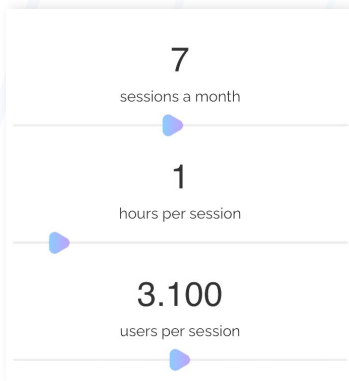 7
sessions a month
1
hours per session
3.100
users per session